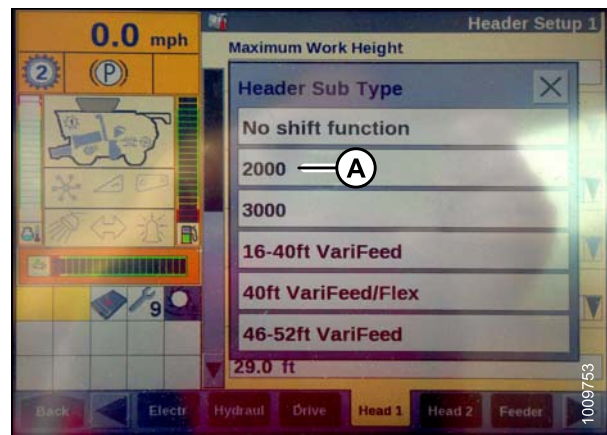 0.0 mph
Header Setup 1
Maximum Work Height
2
P
Header Sub Type
No shift function
2000
A
3000
16-40ft VariFeed
40ft VariFeed/Flex
9
46-52ft VariFeed
29.0 ft
Back
Electr
Hydraul
Drive
Head 1
Head 2
Feeder
1009753